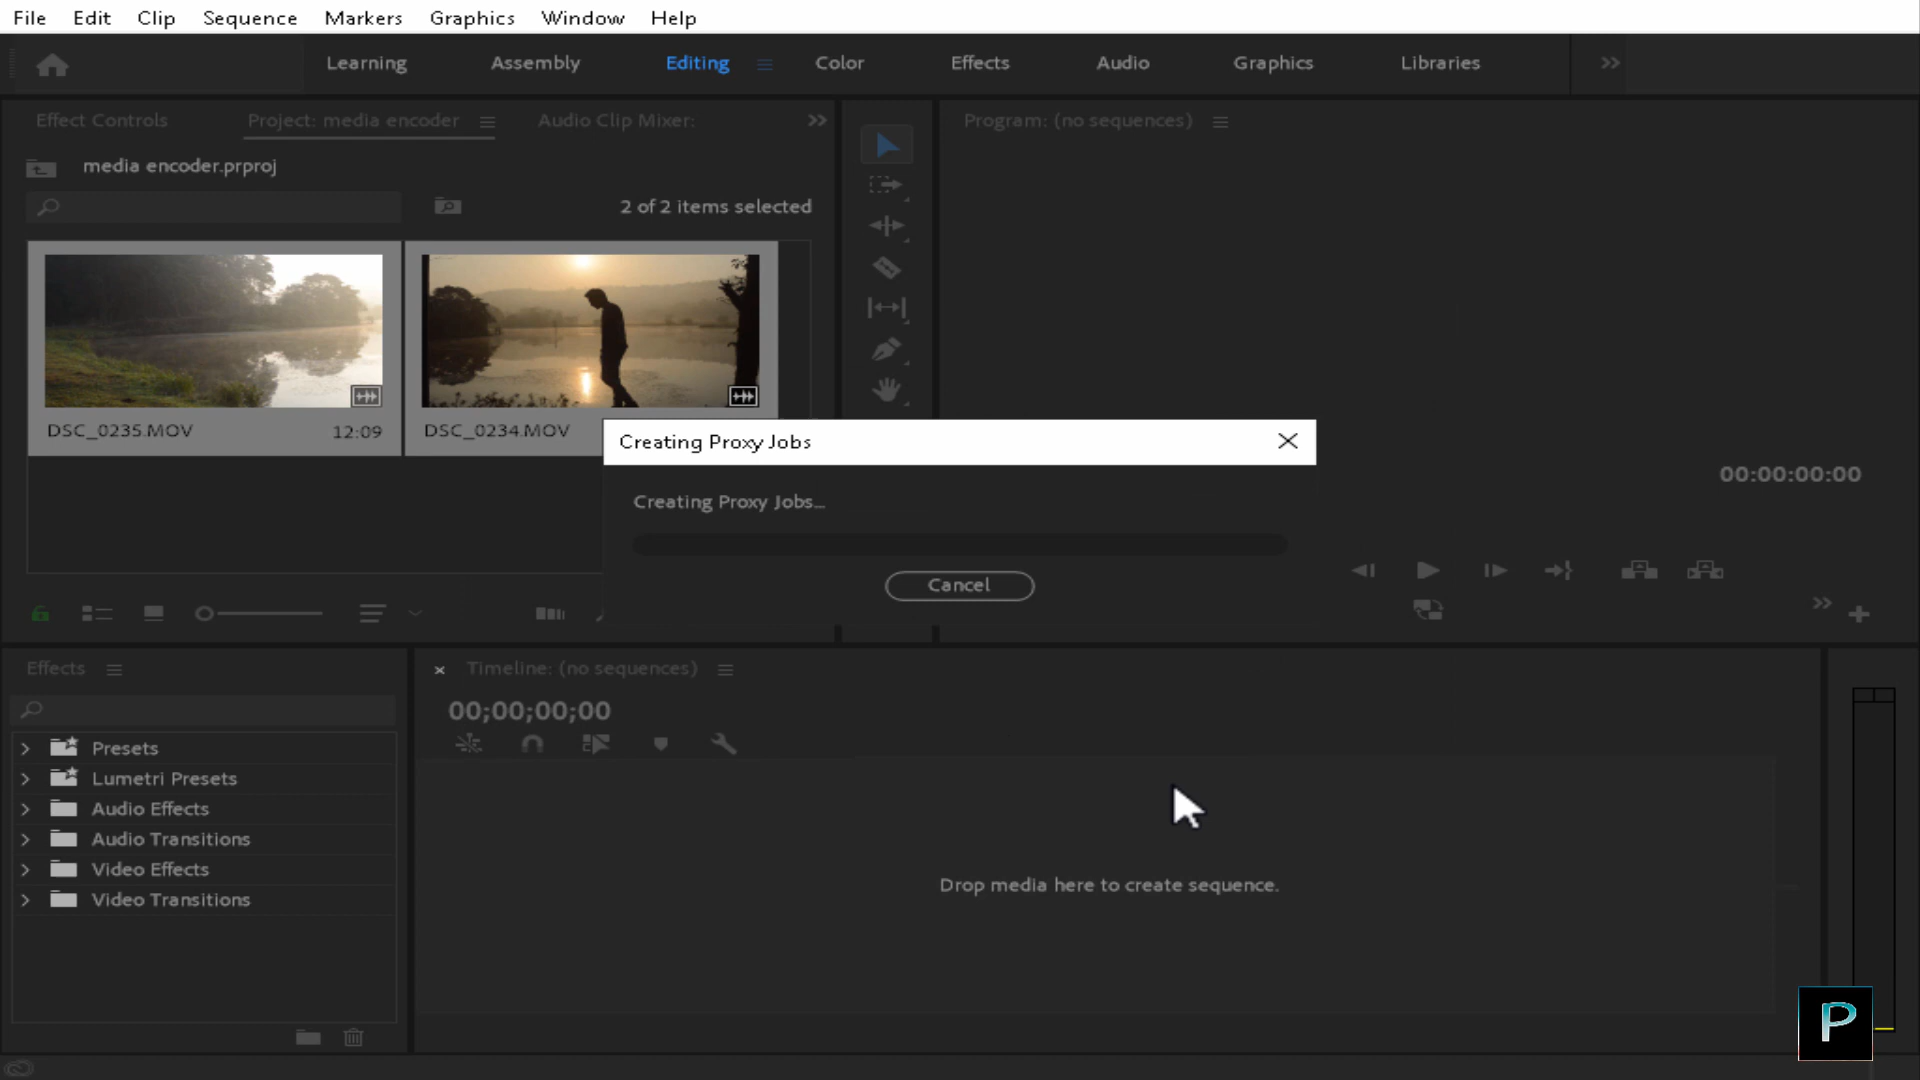 File Edit Clip Sequence Markers Graphics Window Help
Learning Assembly Editing Color Effects Audio Graphics Libraries
Effect Controls Project: media encoder Audio Clip Mixer: Program: (no sequences)
media encoder.prproj
2 of 2 items selected
DSC_0235.MOV 12:09 DSC_0234.MOV
Creating Proxy Jobs
Creating Proxy Jobs...
Cancel
00:00:00:00
Effects
Timeline: (no sequences)
00;00;00;00
Presets
Lumetri Presets
Audio Effects
Audio Transitions
Video Effects
Video Transitions
Drop media here to create sequence.
P